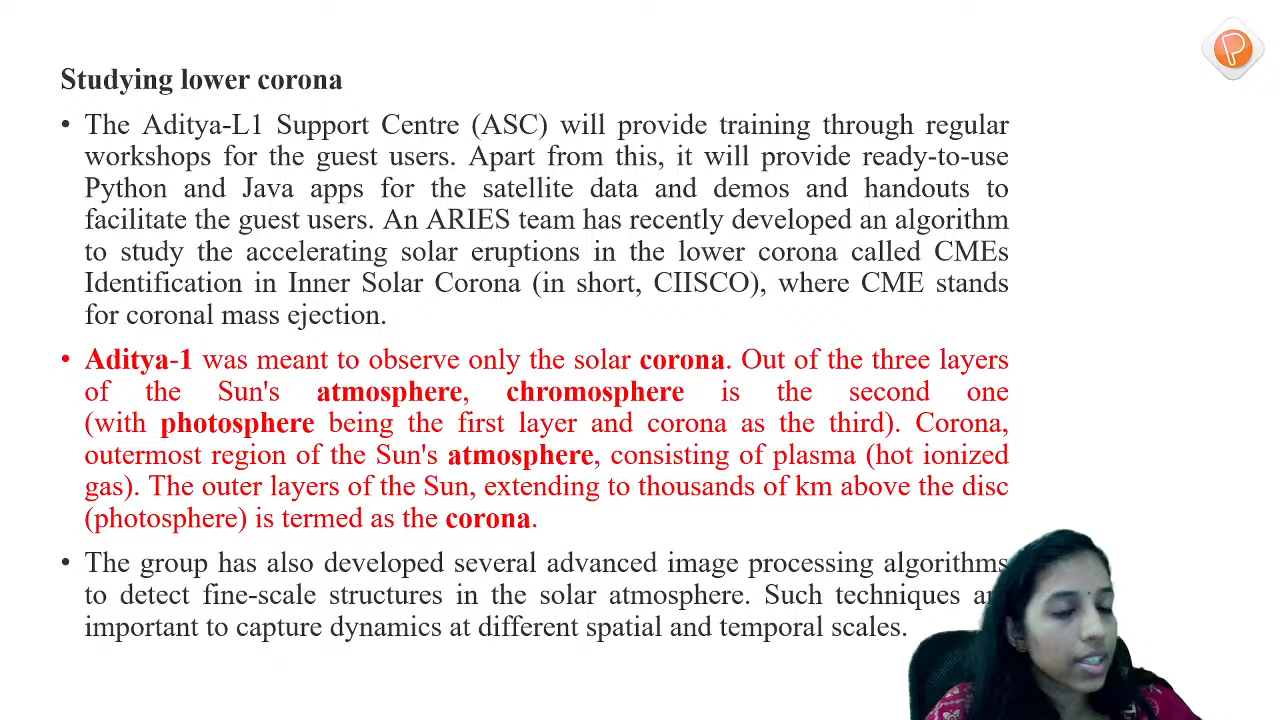 Studying lower corona
• The Aditya-L1 Support Centre (ASC) will provide training through regular
workshops for the guest users. Apart from this, it will provide ready-to-use
Python and Java apps for the satellite data and demos and handouts to
facilitate the guest users. An ARIES team has recently developed an algorithm
to study the accelerating solar eruptions in the lower corona called CMEs
Identification in Inner Solar Corona (in short, CIISCO), where CME stands
for coronal mass ejection.
• Aditya-1 was meant to observe only the solar corona. Out of the three layers
of the Sun's atmosphere, chromosphere is the second one
(with photosphere being the first layer and corona as the third). Corona,
outermost region of the Sun's atmosphere, consisting of plasma (hot ionized
gas). The outer layers of the Sun, extending to thousands of km above the disc
(photosphere) is termed as the corona.
• The group has also developed several advanced image processing algorithms
to detect fine-scale structures in the solar atmosphere. Such techniques
important to capture dynamics at different spatial and temporal scales.